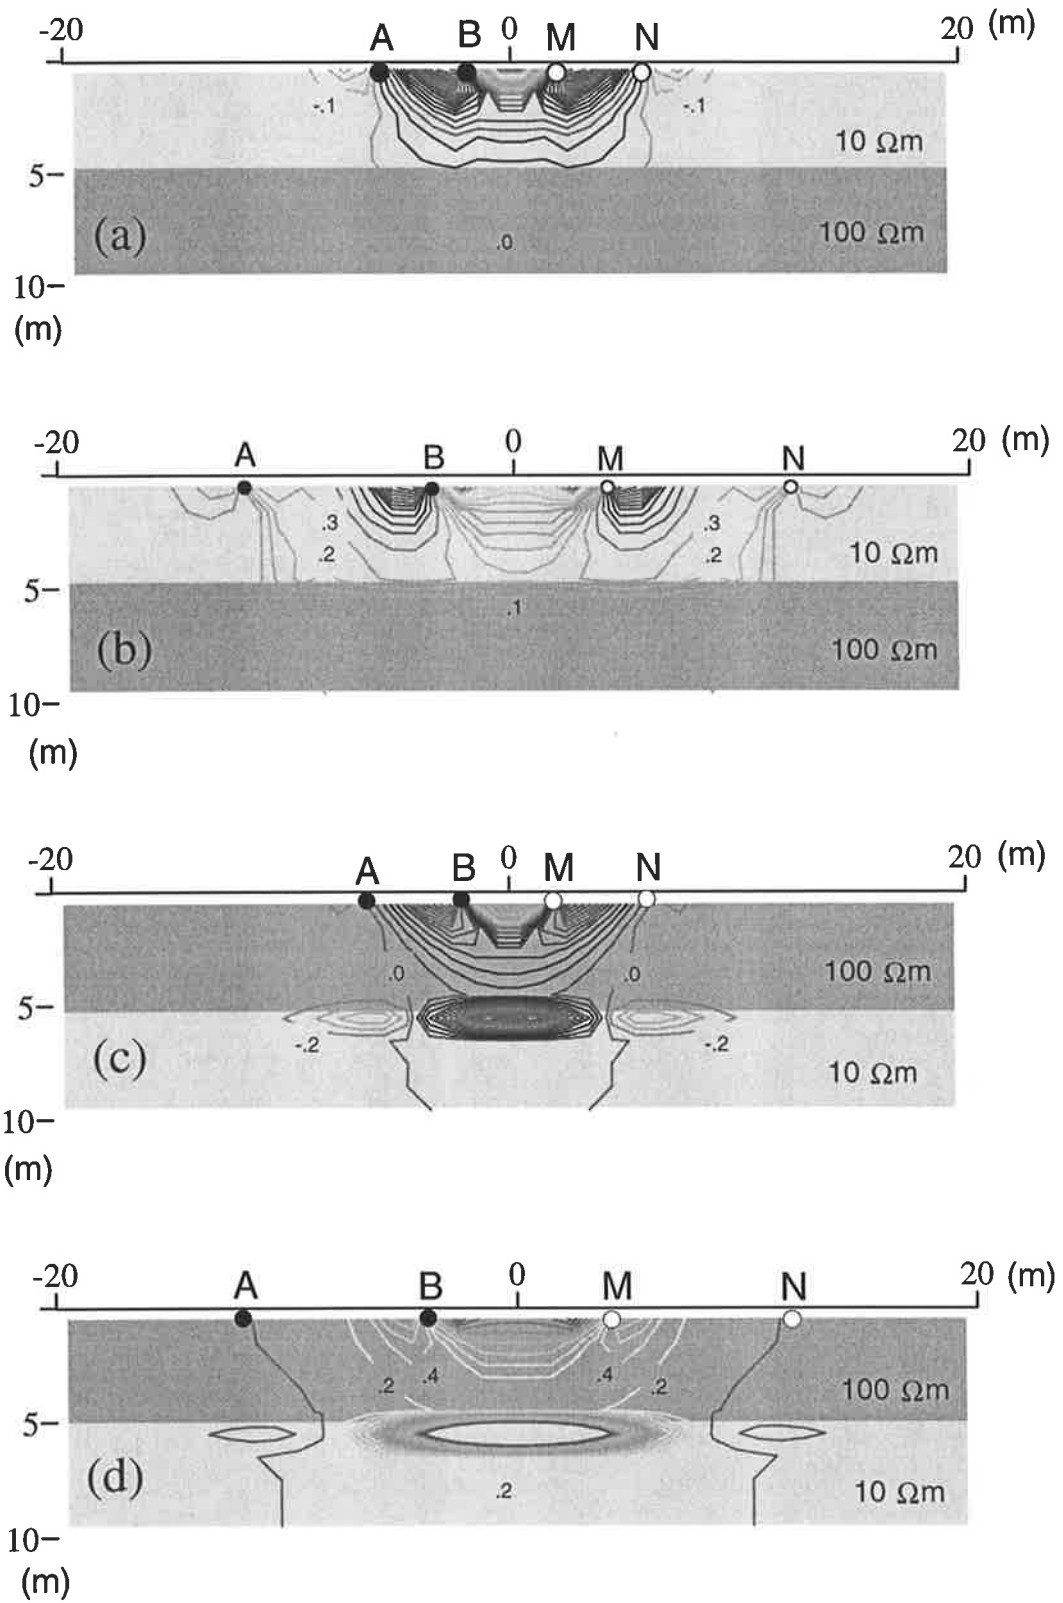 -20 0 20 (m)
A B M N
-.1 -.1
10 Ωm
5
(a) .0 100 Ωm
10
(m)
-20 0 20 (m)
A B M N
.3 .3
.2 .2 10 Ωm
5
.1
(b) 100 Ωm
10
(m)
-20 0 20 (m)
A B M N
.0 .0 100 Ωm
5
-.2 -.2
(c) 10 Ωm
10
(m)
-20 0 20 (m)
A B M N
.2 .4 .4 .2 100 Ωm
5
(d) .2 10 Ωm
10
(m)